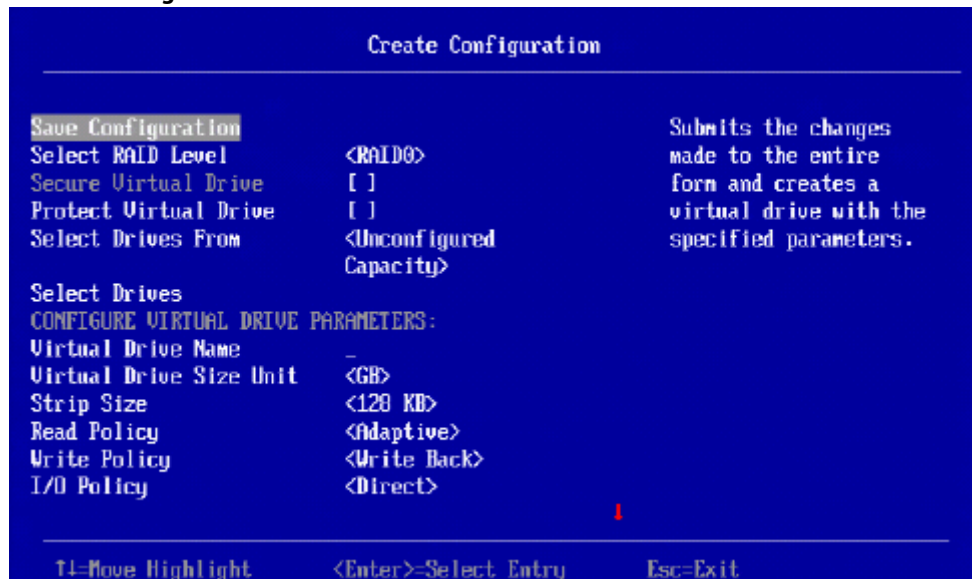 Create Configuration
Save Configuration
Select RAID Level <RAID0>
Secure Virtual Drive [ ]
Protect Virtual Drive [ ]
Select Drives From <Unconfigured
Capacity>
Select Drives
CONFIGURE VIRTUAL DRIVE PARAMETERS:
Virtual Drive Name _
Virtual Drive Size Unit <GB>
Strip Size <128 KB>
Read Policy <Adaptive>
Write Policy <Write Back>
I/O Policy <Direct>
Submits the changes
made to the entire
form and creates a
virtual drive with the
specified parameters.
↑↓=Move Highlight <Enter>=Select Entry Esc=Exit